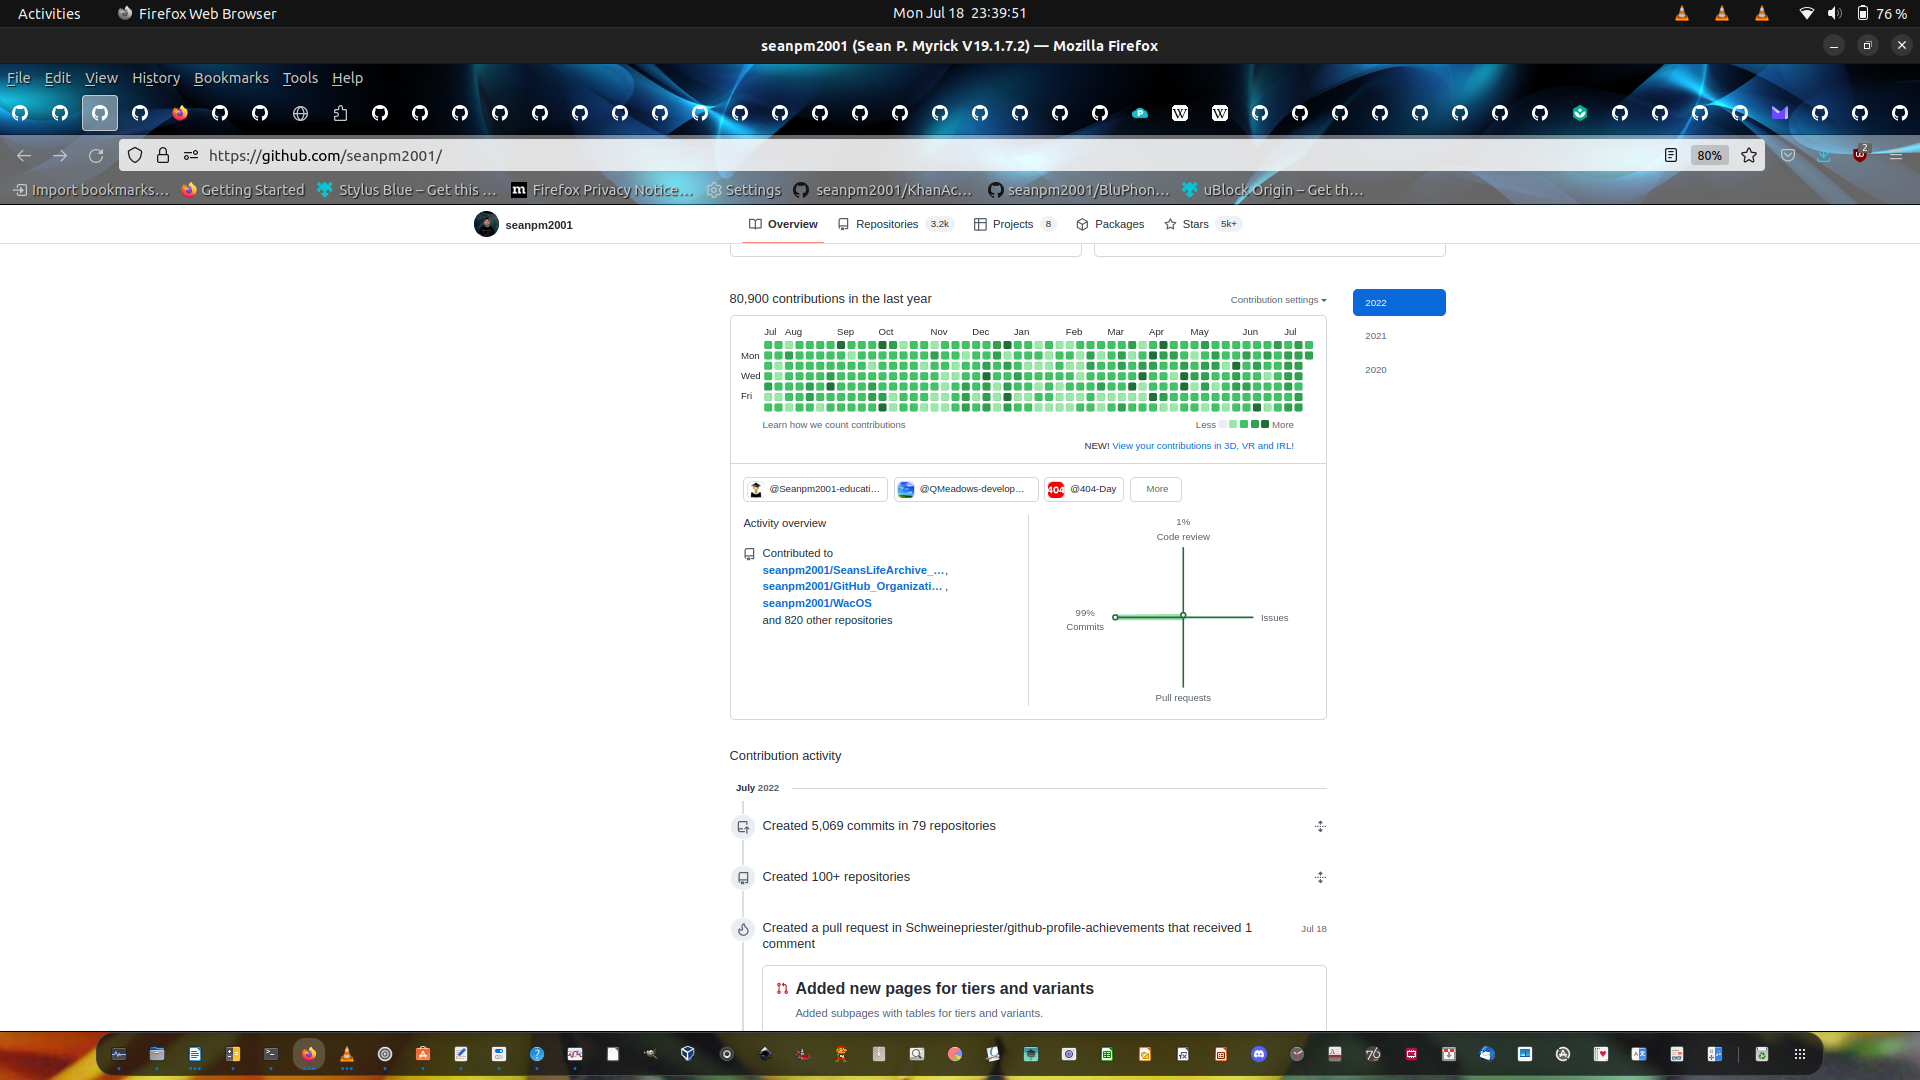 Activities
Firefox Web Browser
Mon Jul 18 23:39:51
76 %
seanpm2001 (Sean P. Myrick V19.1.7.2) — Mozilla Firefox
File Edit View History Bookmarks Tools Help
https://github.com/seanpm2001/
80%
2
Import bookmarks…
Getting Started
Stylus Blue – Get this …
Firefox Privacy Notice…
Settings
seanpm2001/KhanAc…
seanpm2001/BluPhon…
uBlock Origin – Get th…
seanpm2001
Overview
Repositories 3.2k
Projects 8
Packages
Stars 5k+
80,900 contributions in the last year
Contribution settings
2022
2021
2020
Jul Aug Sep Oct Nov Dec Jan Feb Mar Apr May Jun Jul
Mon
Wed
Fri
Learn how we count contributions
Less
More
NEW! View your contributions in 3D, VR and IRL!
@Seanpm2001-educati…
@QMeadows-develop…
404
@404-Day
More
Activity overview
Contributed to
seanpm2001/SeansLifeArchive_…,
seanpm2001/GitHub_Organizati… ,
seanpm2001/WacOS
and 820 other repositories
1%
Code review
99%
Commits
Issues
Pull requests
Contribution activity
July 2022
Created 5,069 commits in 79 repositories
Created 100+ repositories
Created a pull request in Schweinepriester/github-profile-achievements that received 1
comment
Jul 18
Added new pages for tiers and variants
Added subpages with tables for tiers and variants.